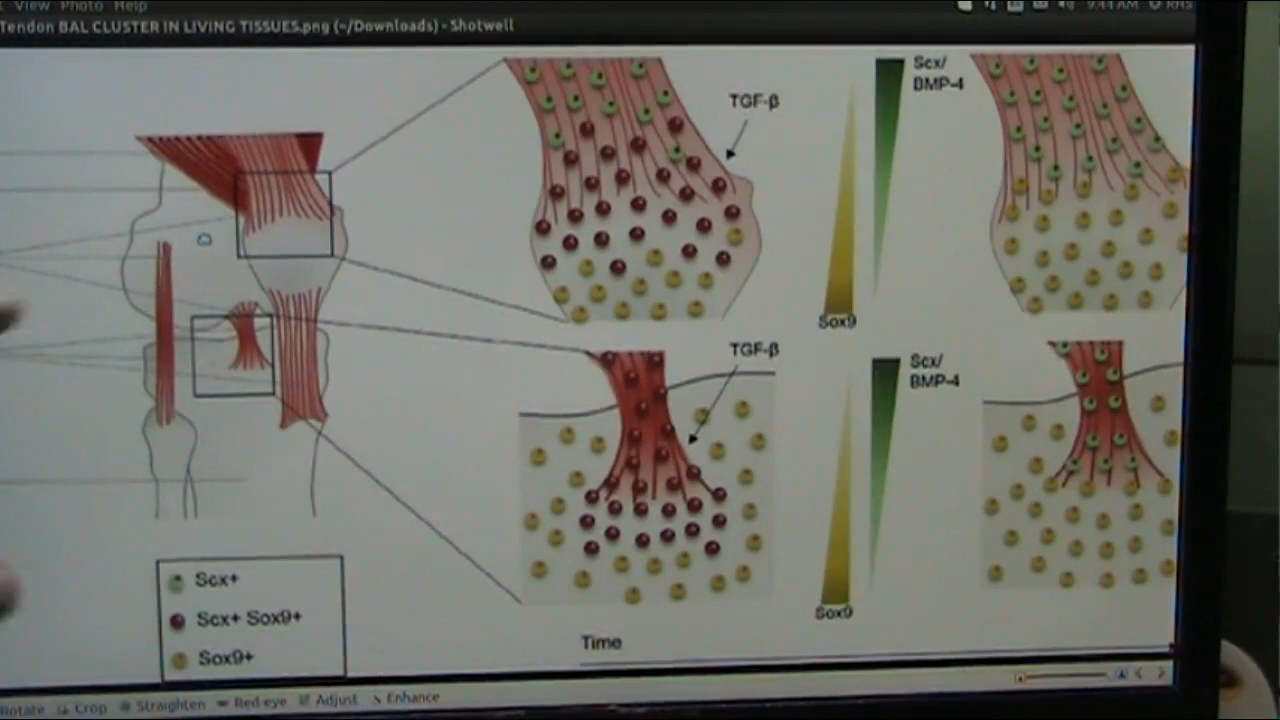 View Photo Help
9:44 AM
Tendon BAL CLUSTER IN LIVING TISSUES.png (~/Downloads) - Shotwell
TGF-β
Scx/
BMP-4
Sox9
TGF-β
Scx/
BMP-4
Sox9
Scx+
Scx+ Sox9+
Sox9+
Time
Rotate Crop Straighten Red-eye Adjust Enhance